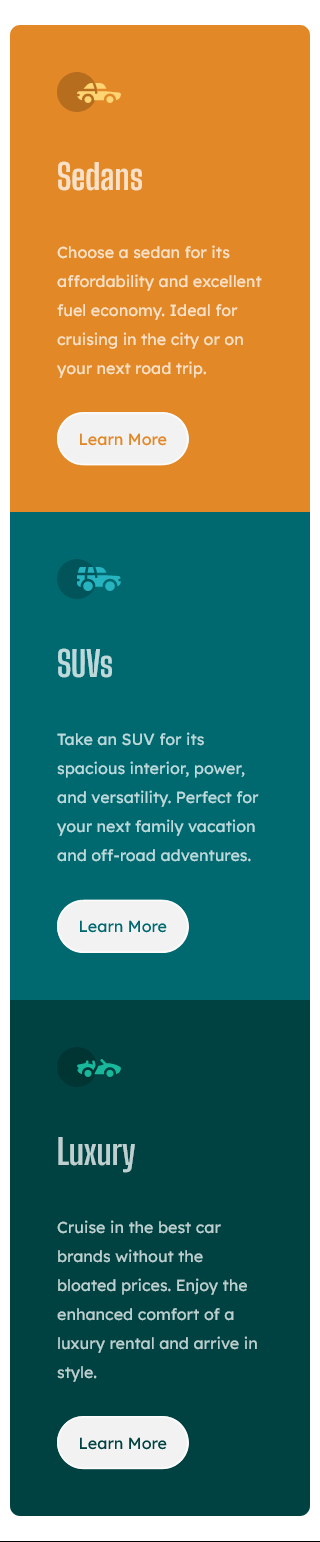 Sedans
Choose a sedan for its
affordability and excellent
fuel economy. Ideal for
cruising in the city or on
your next road trip.
Learn More
SUVs
Take an SUV for its
spacious interior, power,
and versatility. Perfect for
your next family vacation
and off-road adventures.
Learn More
Luxury
Cruise in the best car
brands without the
bloated prices. Enjoy the
enhanced comfort of a
luxury rental and arrive in
style.
Learn More